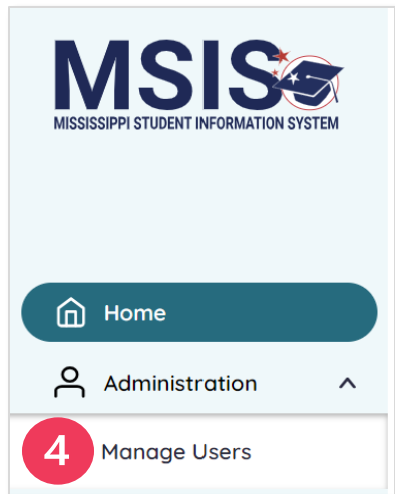 MSIS
MISSISSIPPI STUDENT INFORMATION SYSTEM
Home
Administration
4 Manage Users